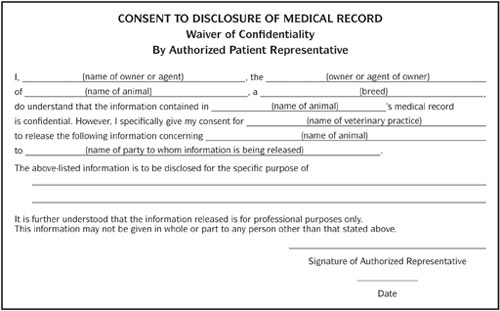 CONSENT TO DISCLOSURE OF MEDICAL RECORD
Waiver of Confidentiality
By Authorized Patient Representative
I, (name of owner or agent), the (owner or agent of owner)
of (name of animal), a (breed),
do understand that the information contained in (name of animal)'s medical record
is confidential. However, I specifically give my consent for (name of veterinary practice)
to release the following information concerning (name of animal)
to (name of party to whom information is being released).
The above-listed information is to be disclosed for the specific purpose of
It is further understood that the information released is for professional purposes only.
This information may not be given in whole or part to any person other than that stated above.
Signature of Authorized Representative
Date